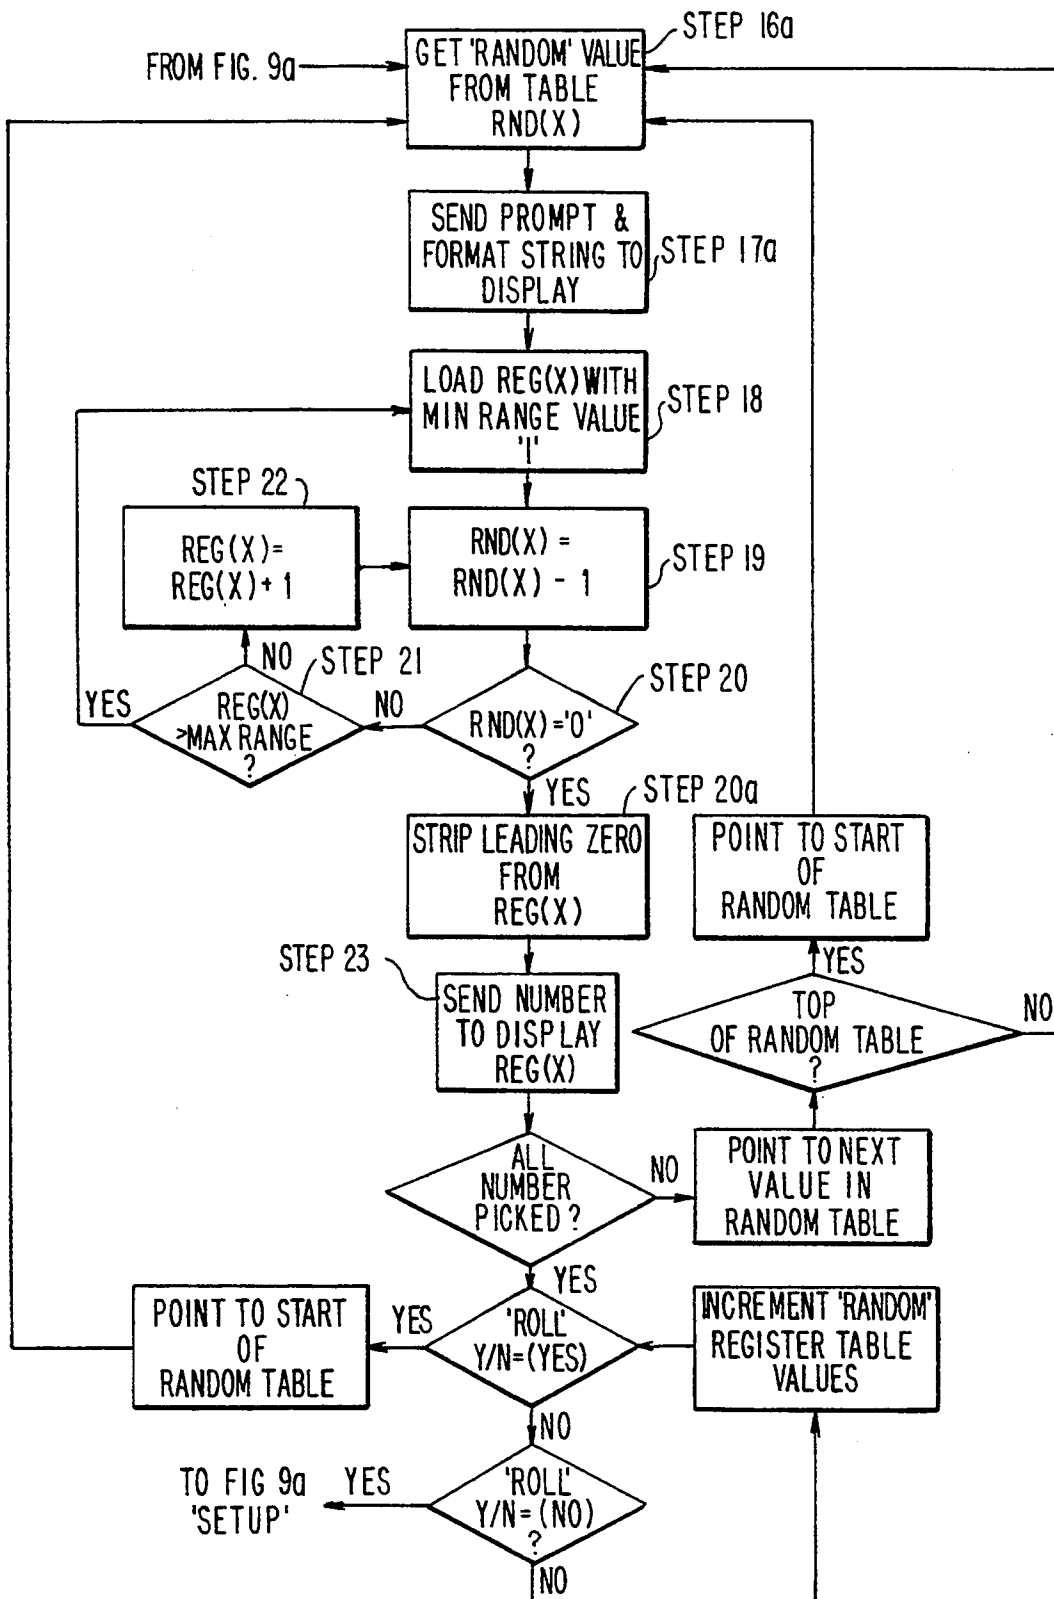 STEP 16a
FROM FIG. 9a
GET 'RANDOM' VALUE
FROM TABLE
RND(X)
SEND PROMPT &
FORMAT STRING TO
DISPLAY
STEP 17a
LOAD REG(X) WITH
MIN RANGE VALUE
'1'
STEP 18
STEP 22
REG(X)=
REG(X)+ 1
RND(X) =
RND(X) - 1
STEP 19
NO
STEP 21
STEP 20
YES
REG(X)
>MAX RANGE
?
NO
RND(X)='0'
?
YES
STEP 20a
STRIP LEADING ZERO
FROM
REG(X)
POINT TO START
OF
RANDOM TABLE
STEP 23
YES
SEND NUMBER
TO DISPLAY
REG(X)
TOP
OF RANDOM TABLE
?
NO
ALL
NUMBER
PICKED?
NO
POINT TO NEXT
VALUE IN
RANDOM TABLE
YES
POINT TO START
OF
RANDOM TABLE
YES
'ROLL'
Y/N=(YES)
INCREMENT 'RANDOM'
REGISTER TABLE
VALUES
NO
TO FIG 9a
'SETUP'
YES
'ROLL'
Y/N=(NO)
?
NO